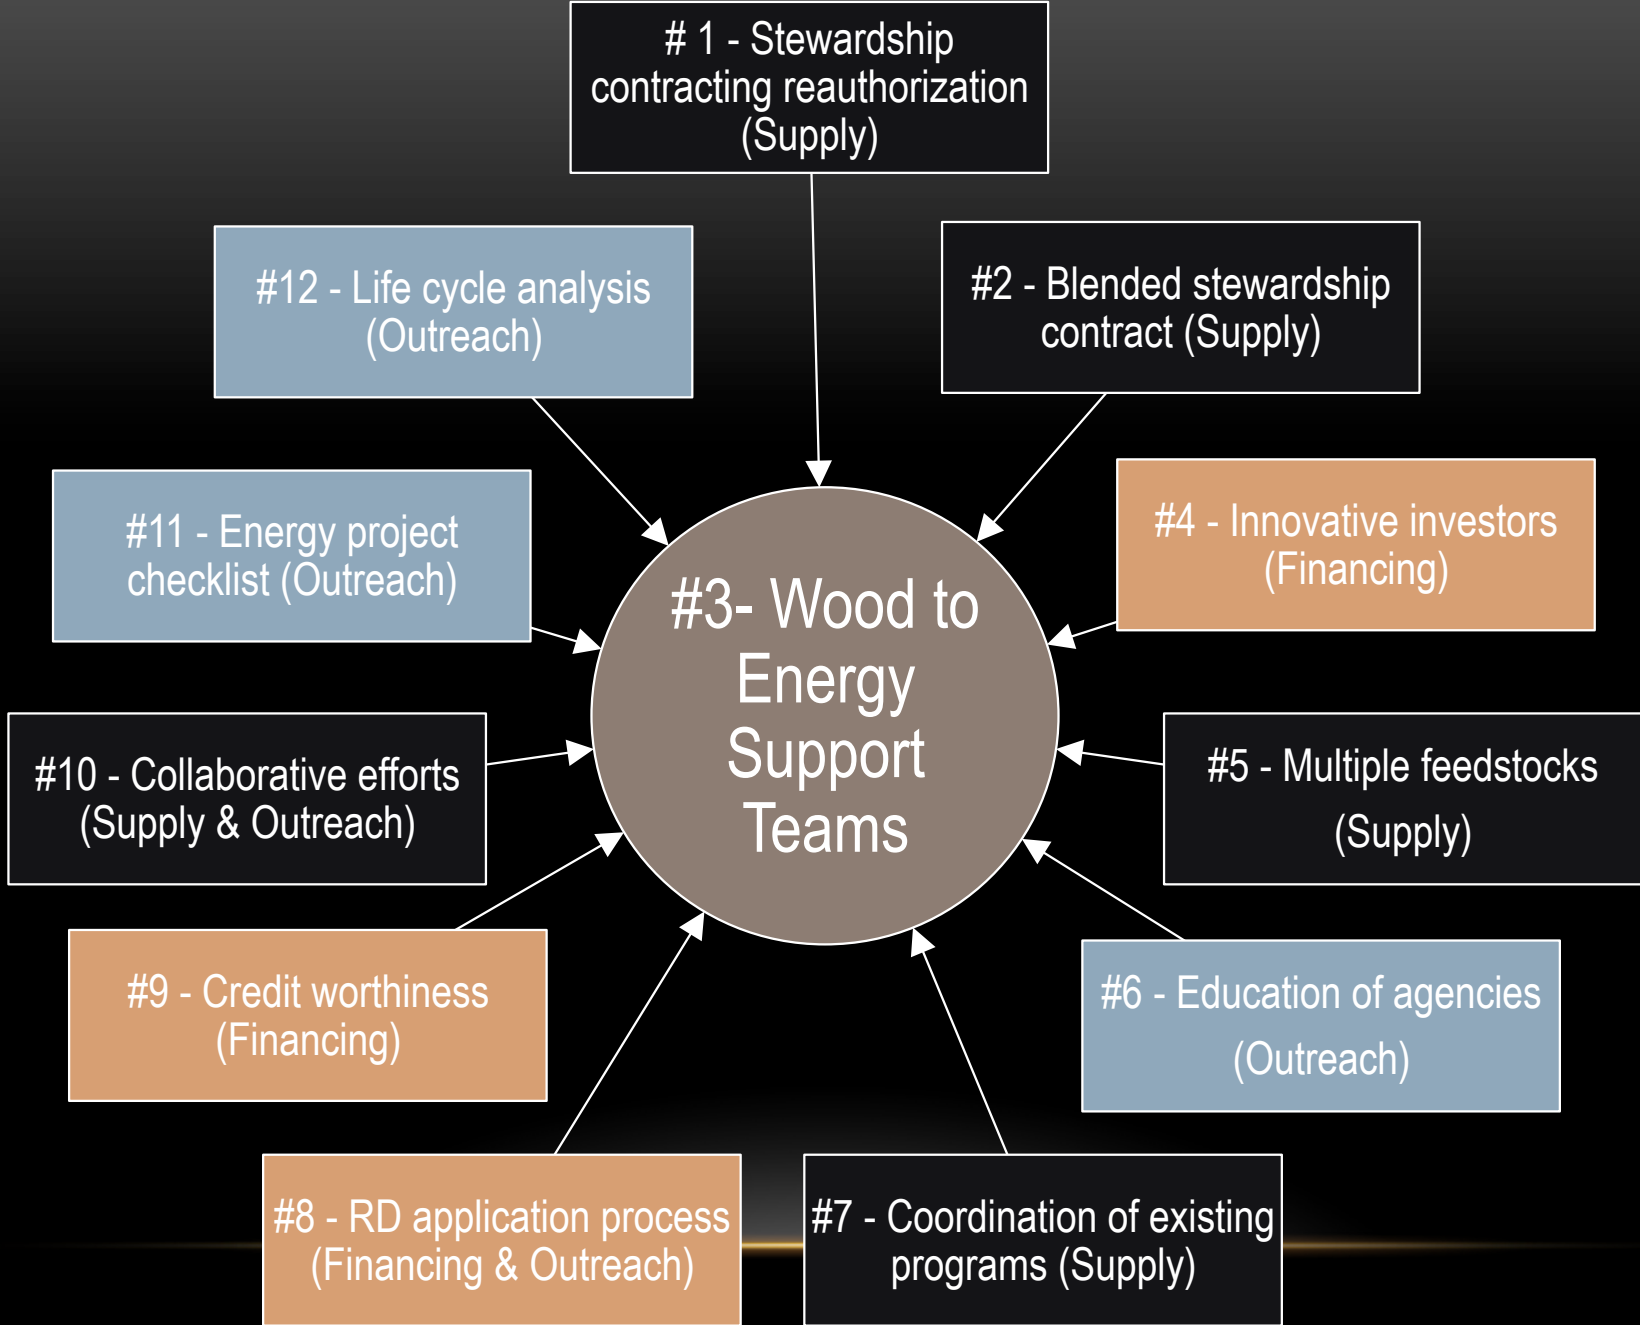 # 1 - Stewardship
contracting reauthorization
(Supply)
#12 - Life cycle analysis
(Outreach)
#2 - Blended stewardship
contract (Supply)
#11 - Energy project
checklist (Outreach)
#4 - Innovative investors
(Financing)
#3- Wood to
Energy
Support
Teams
#10 - Collaborative efforts
(Supply & Outreach)
#5 - Multiple feedstocks
(Supply)
#9 - Credit worthiness
(Financing)
#6 - Education of agencies
(Outreach)
#8 - RD application process
(Financing & Outreach)
#7 - Coordination of existing
programs (Supply)